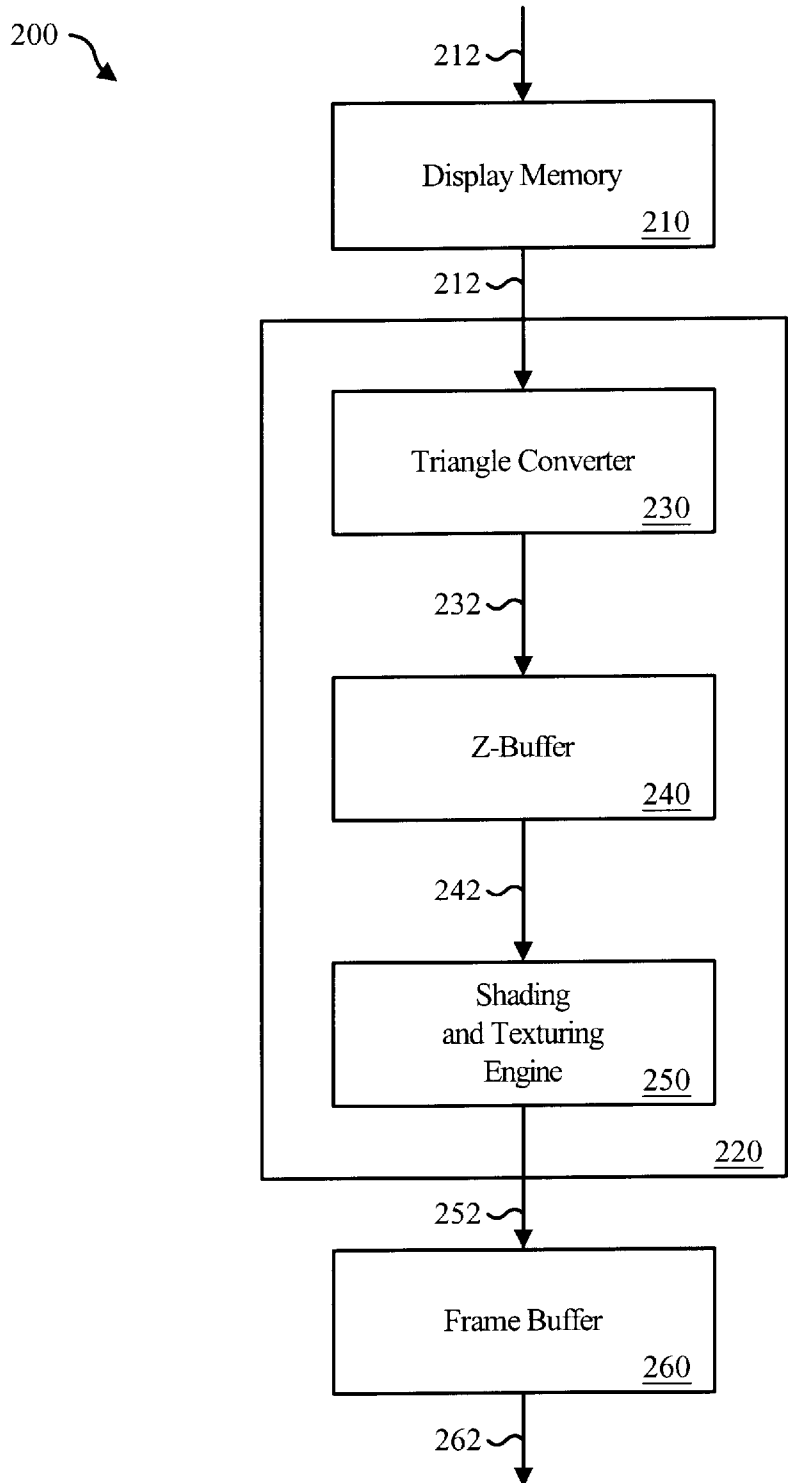 200
212
Display Memory
210
212
Triangle Converter
230
232
Z-Buffer
240
242
Shading
and Texturing
Engine
250
220
252
Frame Buffer
260
262